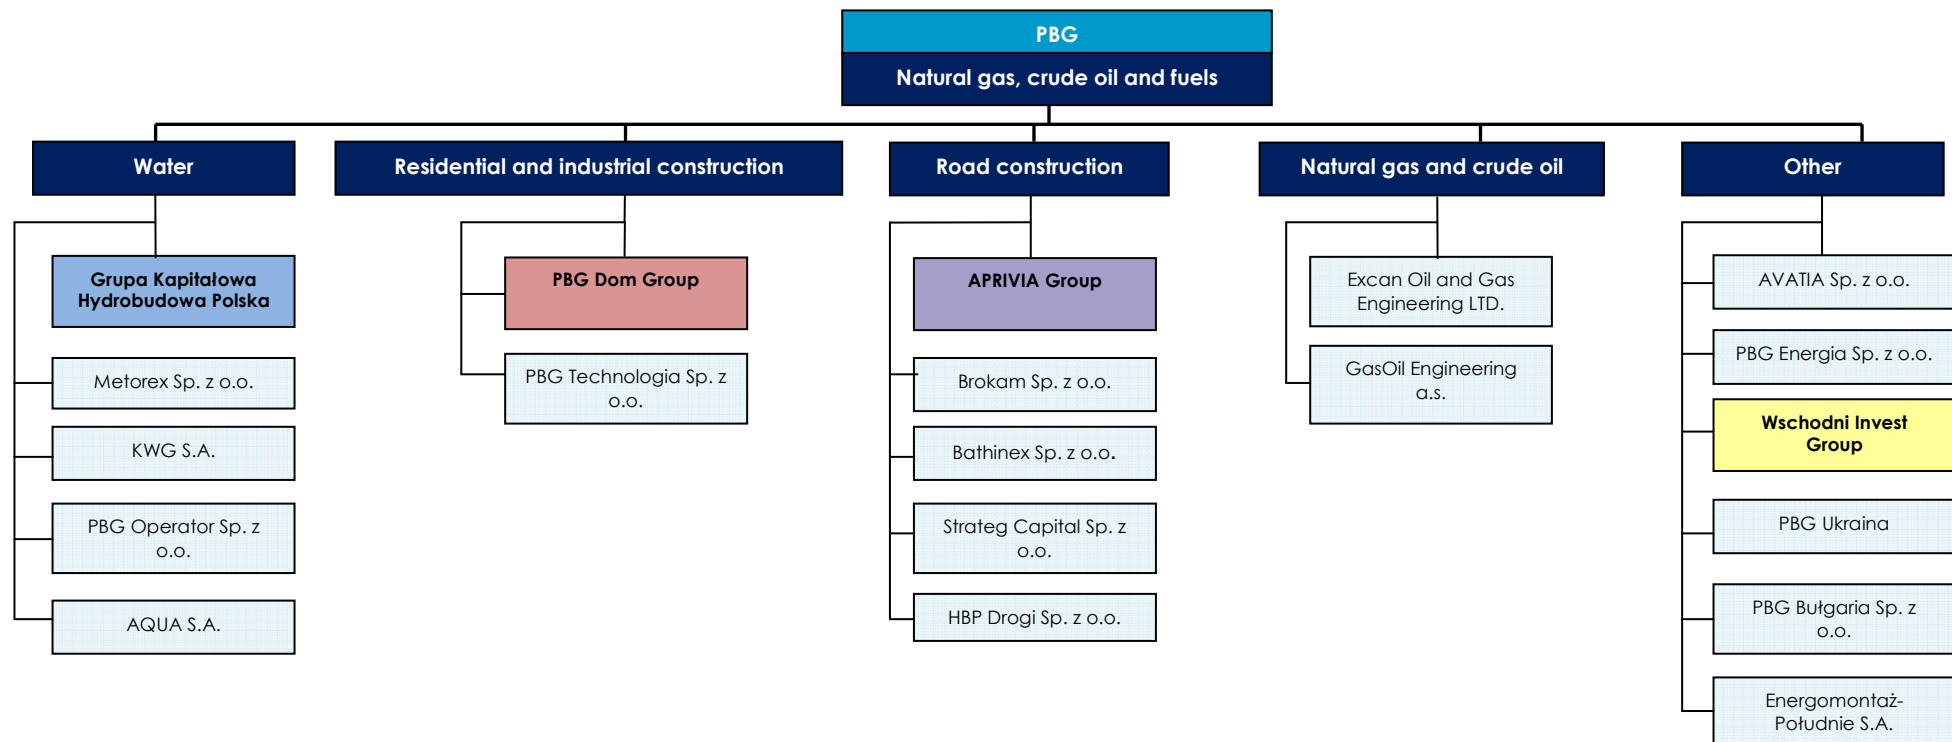 PBG
Natural gas, crude oil and fuels
Water
Residential and industrial construction
Road construction
Natural gas and crude oil
Other
Grupa Kapitałowa
Hydrobudowa Polska
Metorex Sp. z o.o.
KWG S.A.
PBG Operator Sp. z
o.o.
AQUA S.A.
PBG Dom Group
PBG Technologia Sp. z
o.o.
APRIVIA Group
Brokam Sp. z o.o.
Bathinex Sp. z o.o.
Strateg Capital Sp. z
o.o.
HBP Drogi Sp. z o.o.
Excan Oil and Gas
Engineering LTD.
GasOil Engineering
a.s.
AVATIA Sp. z o.o.
PBG Energia Sp. z o.o.
Wschodni Invest
Group
PBG Ukraina
PBG Bułgaria Sp. z
o.o.
Energomontaż-
Południe S.A.